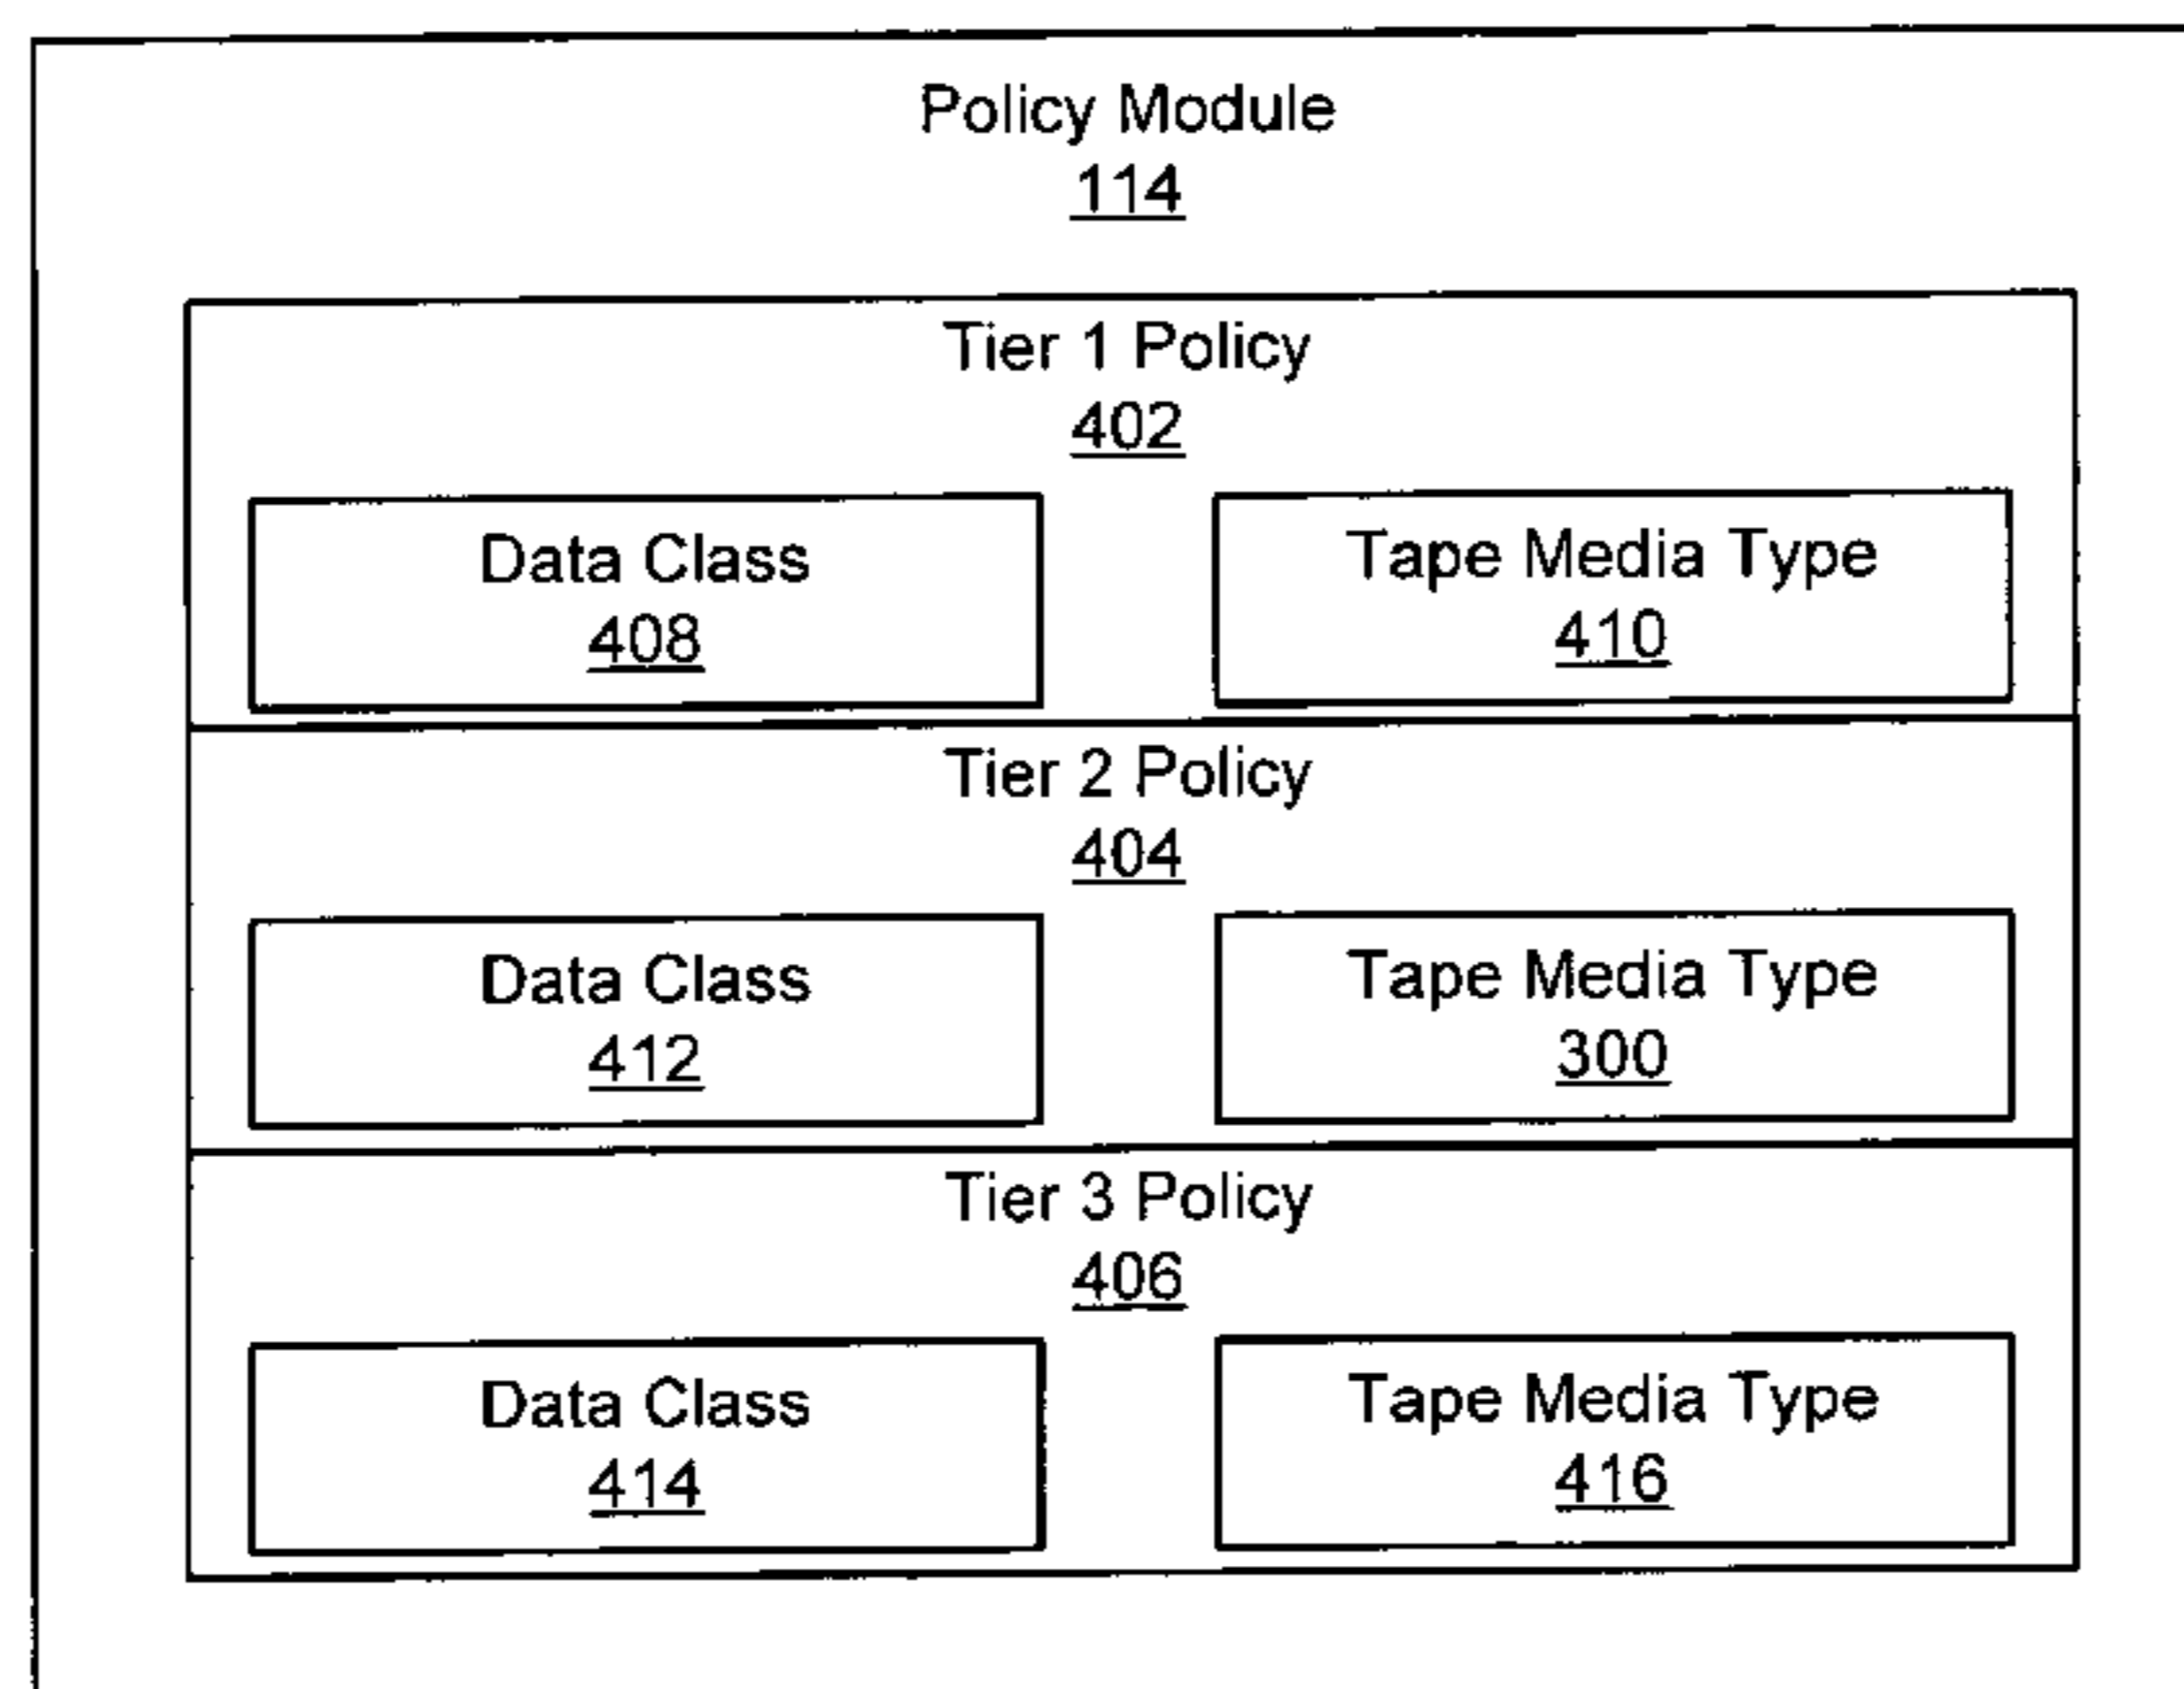 Policy Module
114
Tier 1 Policy
402
Data Class
408
Tape Media Type
410
Tier 2 Policy
404
Data Class
412
Tape Media Type
300
Tier 3 Policy
406
Data Class
414
Tape Media Type
416